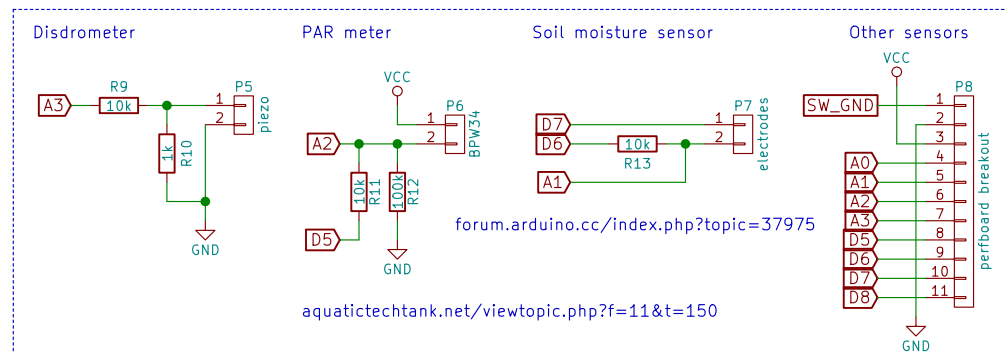 Disdrometer
A3
R9
10k
1k
R10
P5
1
2
piezo
GND
PAR meter
VCC
P6
1
2
BPW34
A2
10k
R11
100k
R12
D5
GND
Soil moisture sensor
P7
D7
D6
10k
R13
1
2
electrodes
A1
forum.arduino.cc/index.php?topic=37975
aquatictechtank.net/viewtopic.php?f=11&t=150
Other sensors
VCC
P8
SW_GND
1
2
3
A0
4
A1
5
A2
6
A3
7
D5
8
D6
9
D7
10
D8
11
perfboard breakout
GND